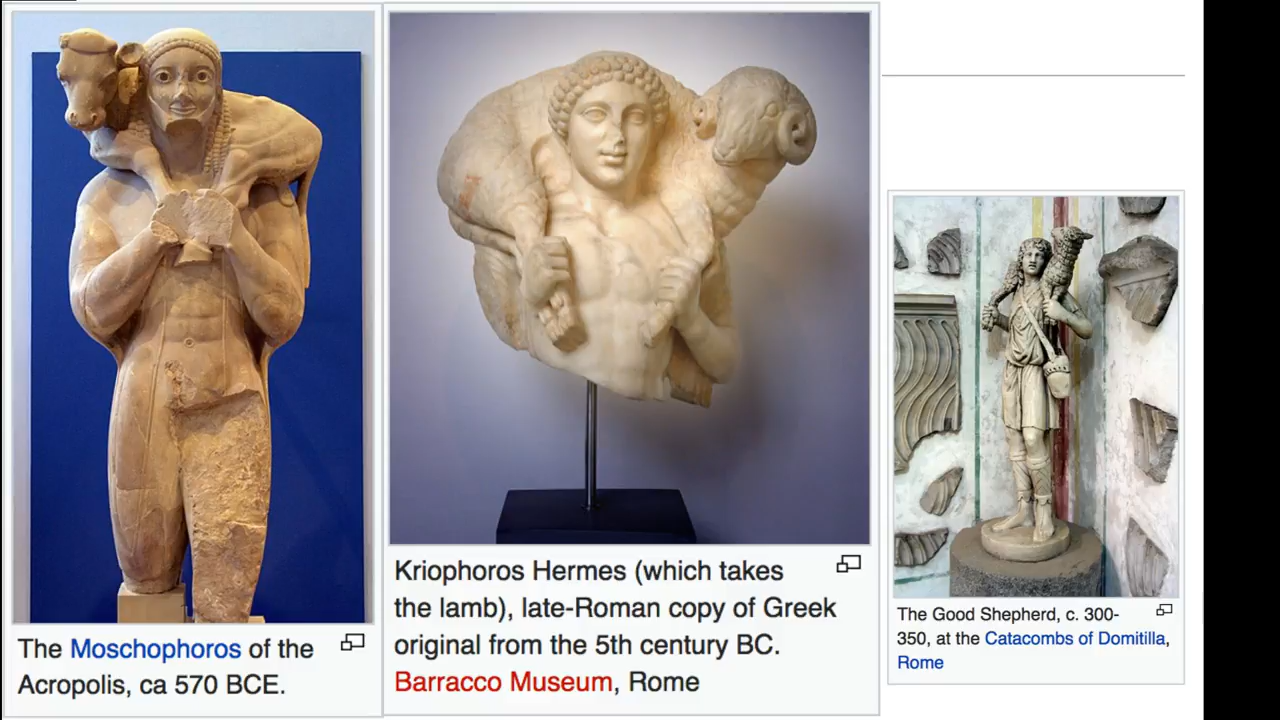 The Moschophoros of the
Acropolis, ca 570 BCE.
Kriophoros Hermes (which takes
the lamb), late-Roman copy of Greek
original from the 5th century BC.
Barracco Museum, Rome
The Good Shepherd, c. 300-
350, at the Catacombs of Domitilla,
Rome